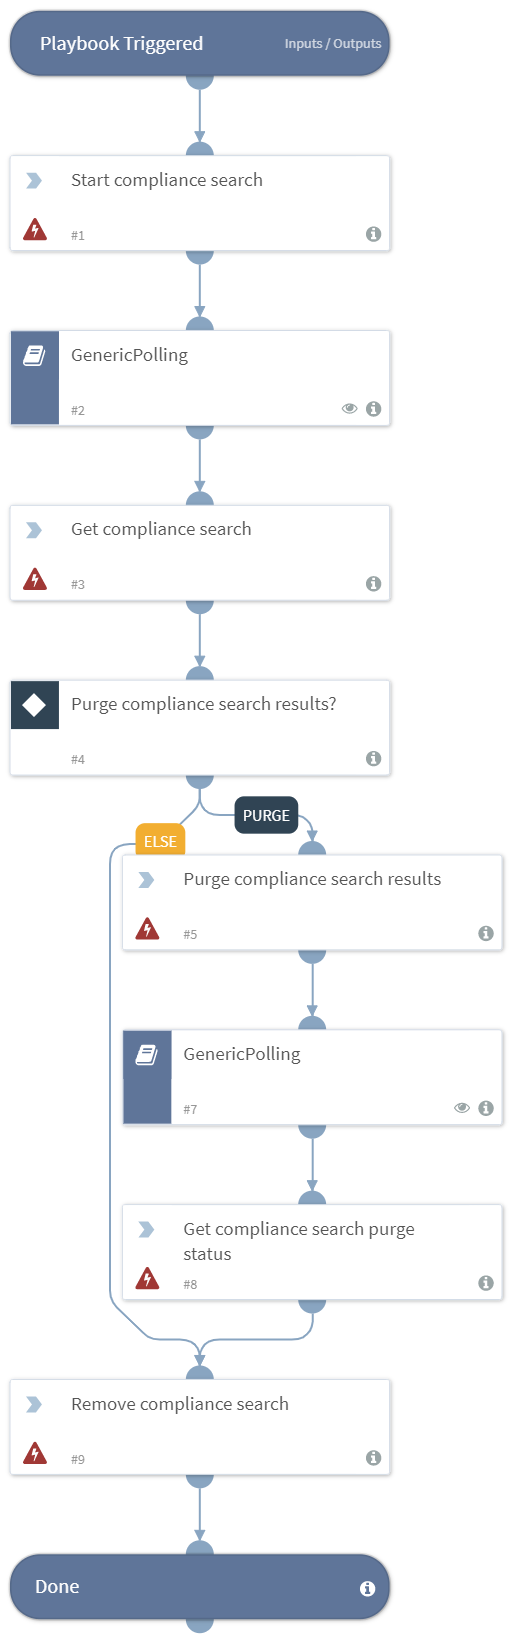 Playbook Triggered
Inputs / Outputs
Start compliance search
#1
GenericPolling
#2
Get compliance search
#3
Purge compliance search results?
#4
PURGE
ELSE
Purge compliance search results
#5
GenericPolling
#7
Get compliance search purge
status
#8
Remove compliance search
#9
Done